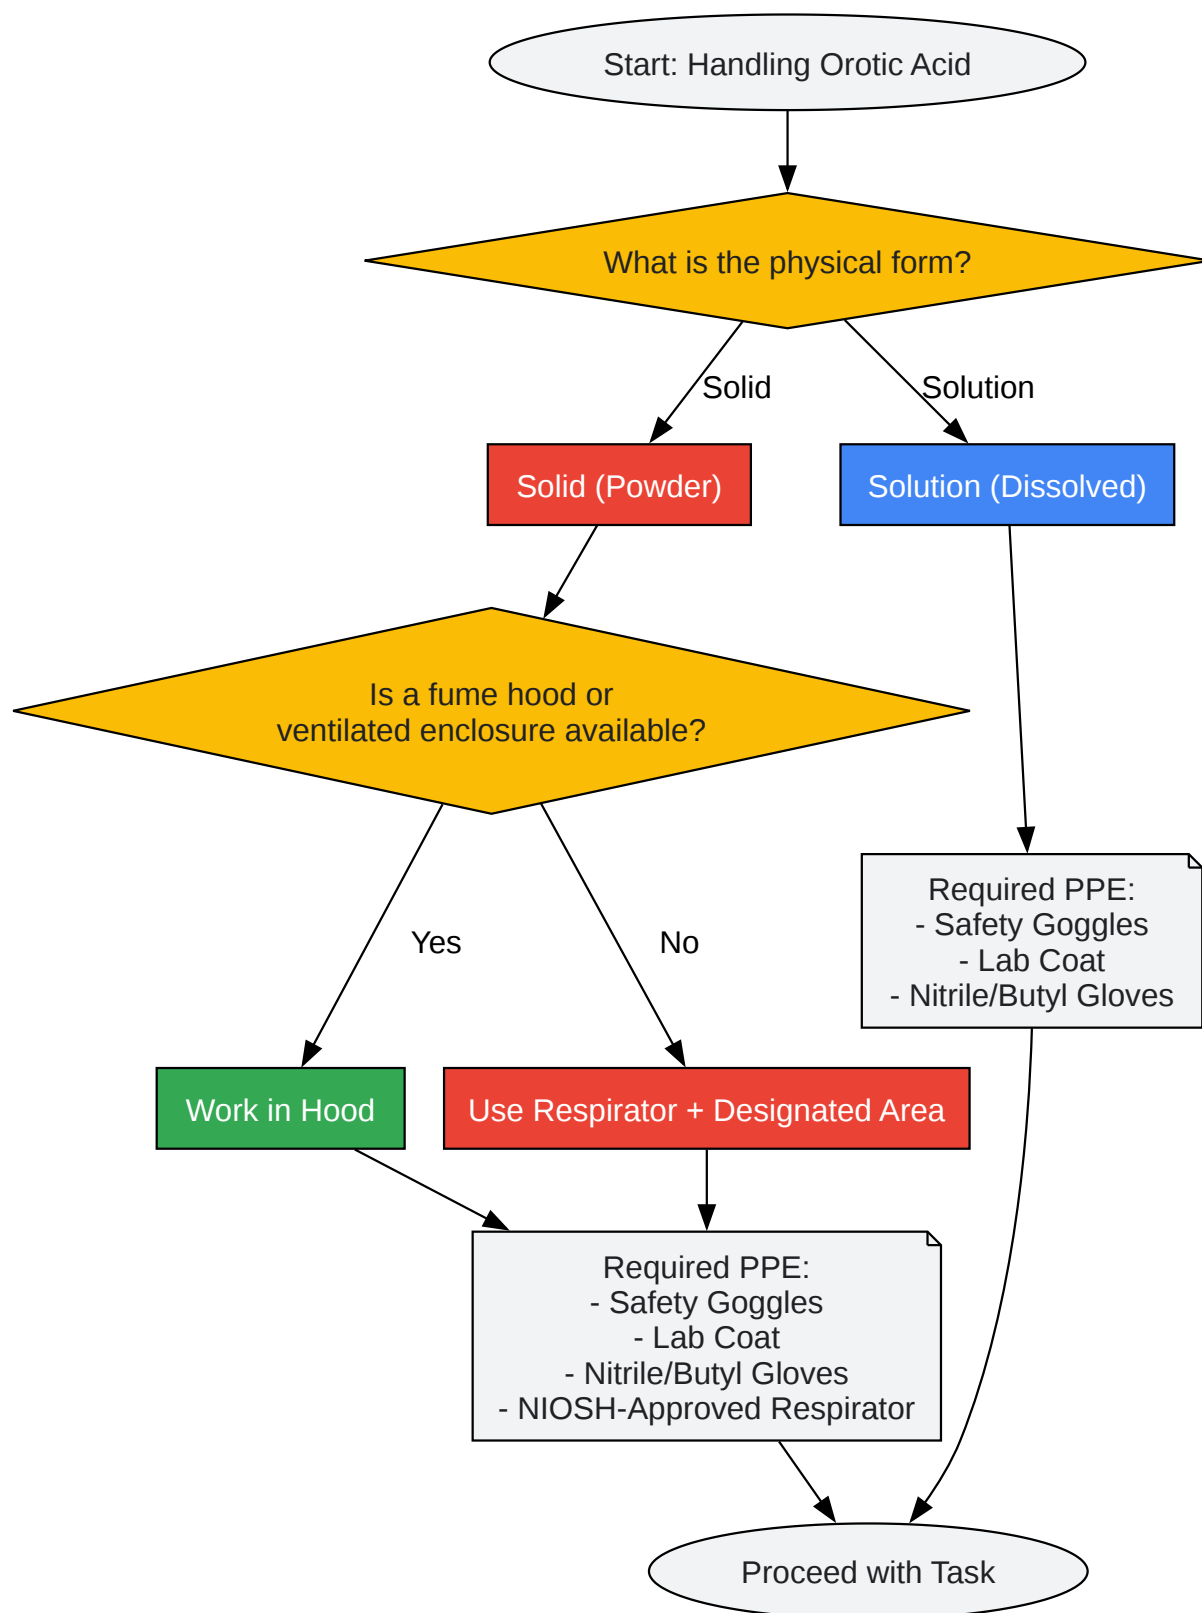 Start: Handling Orotic Acid
What is the physical form?
Solid
Solution
Solid (Powder)
Solution (Dissolved)
Is a fume hood or
ventilated enclosure available?
Required PPE:
- Safety Goggles
- Lab Coat
- Nitrile/Butyl Gloves
Yes
No
Work in Hood
Use Respirator + Designated Area
Required PPE:
- Safety Goggles
- Lab Coat
- Nitrile/Butyl Gloves
- NIOSH-Approved Respirator
Proceed with Task